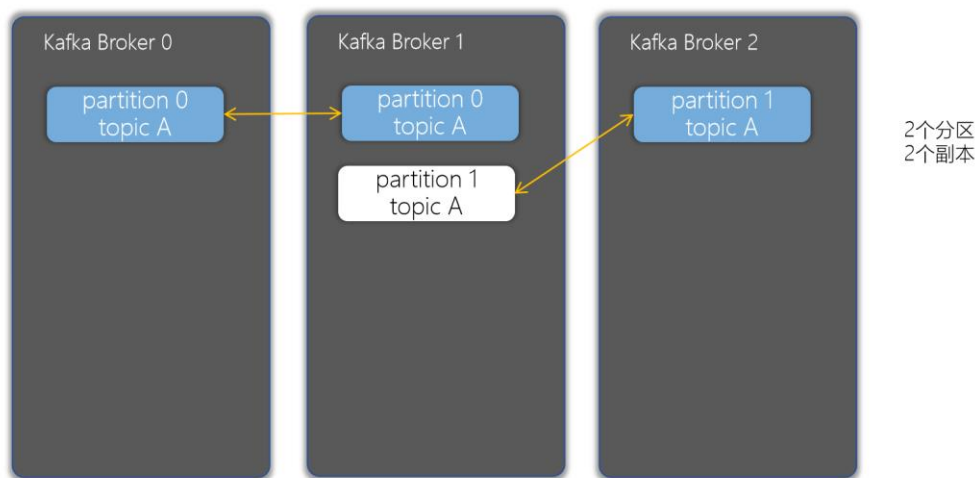 Kafka Broker 0
partition 0
topic A
Kafka Broker 1
partition 0
topic A
partition 1
topic A
Kafka Broker 2
partition 1
topic A
2个分区
2个副本